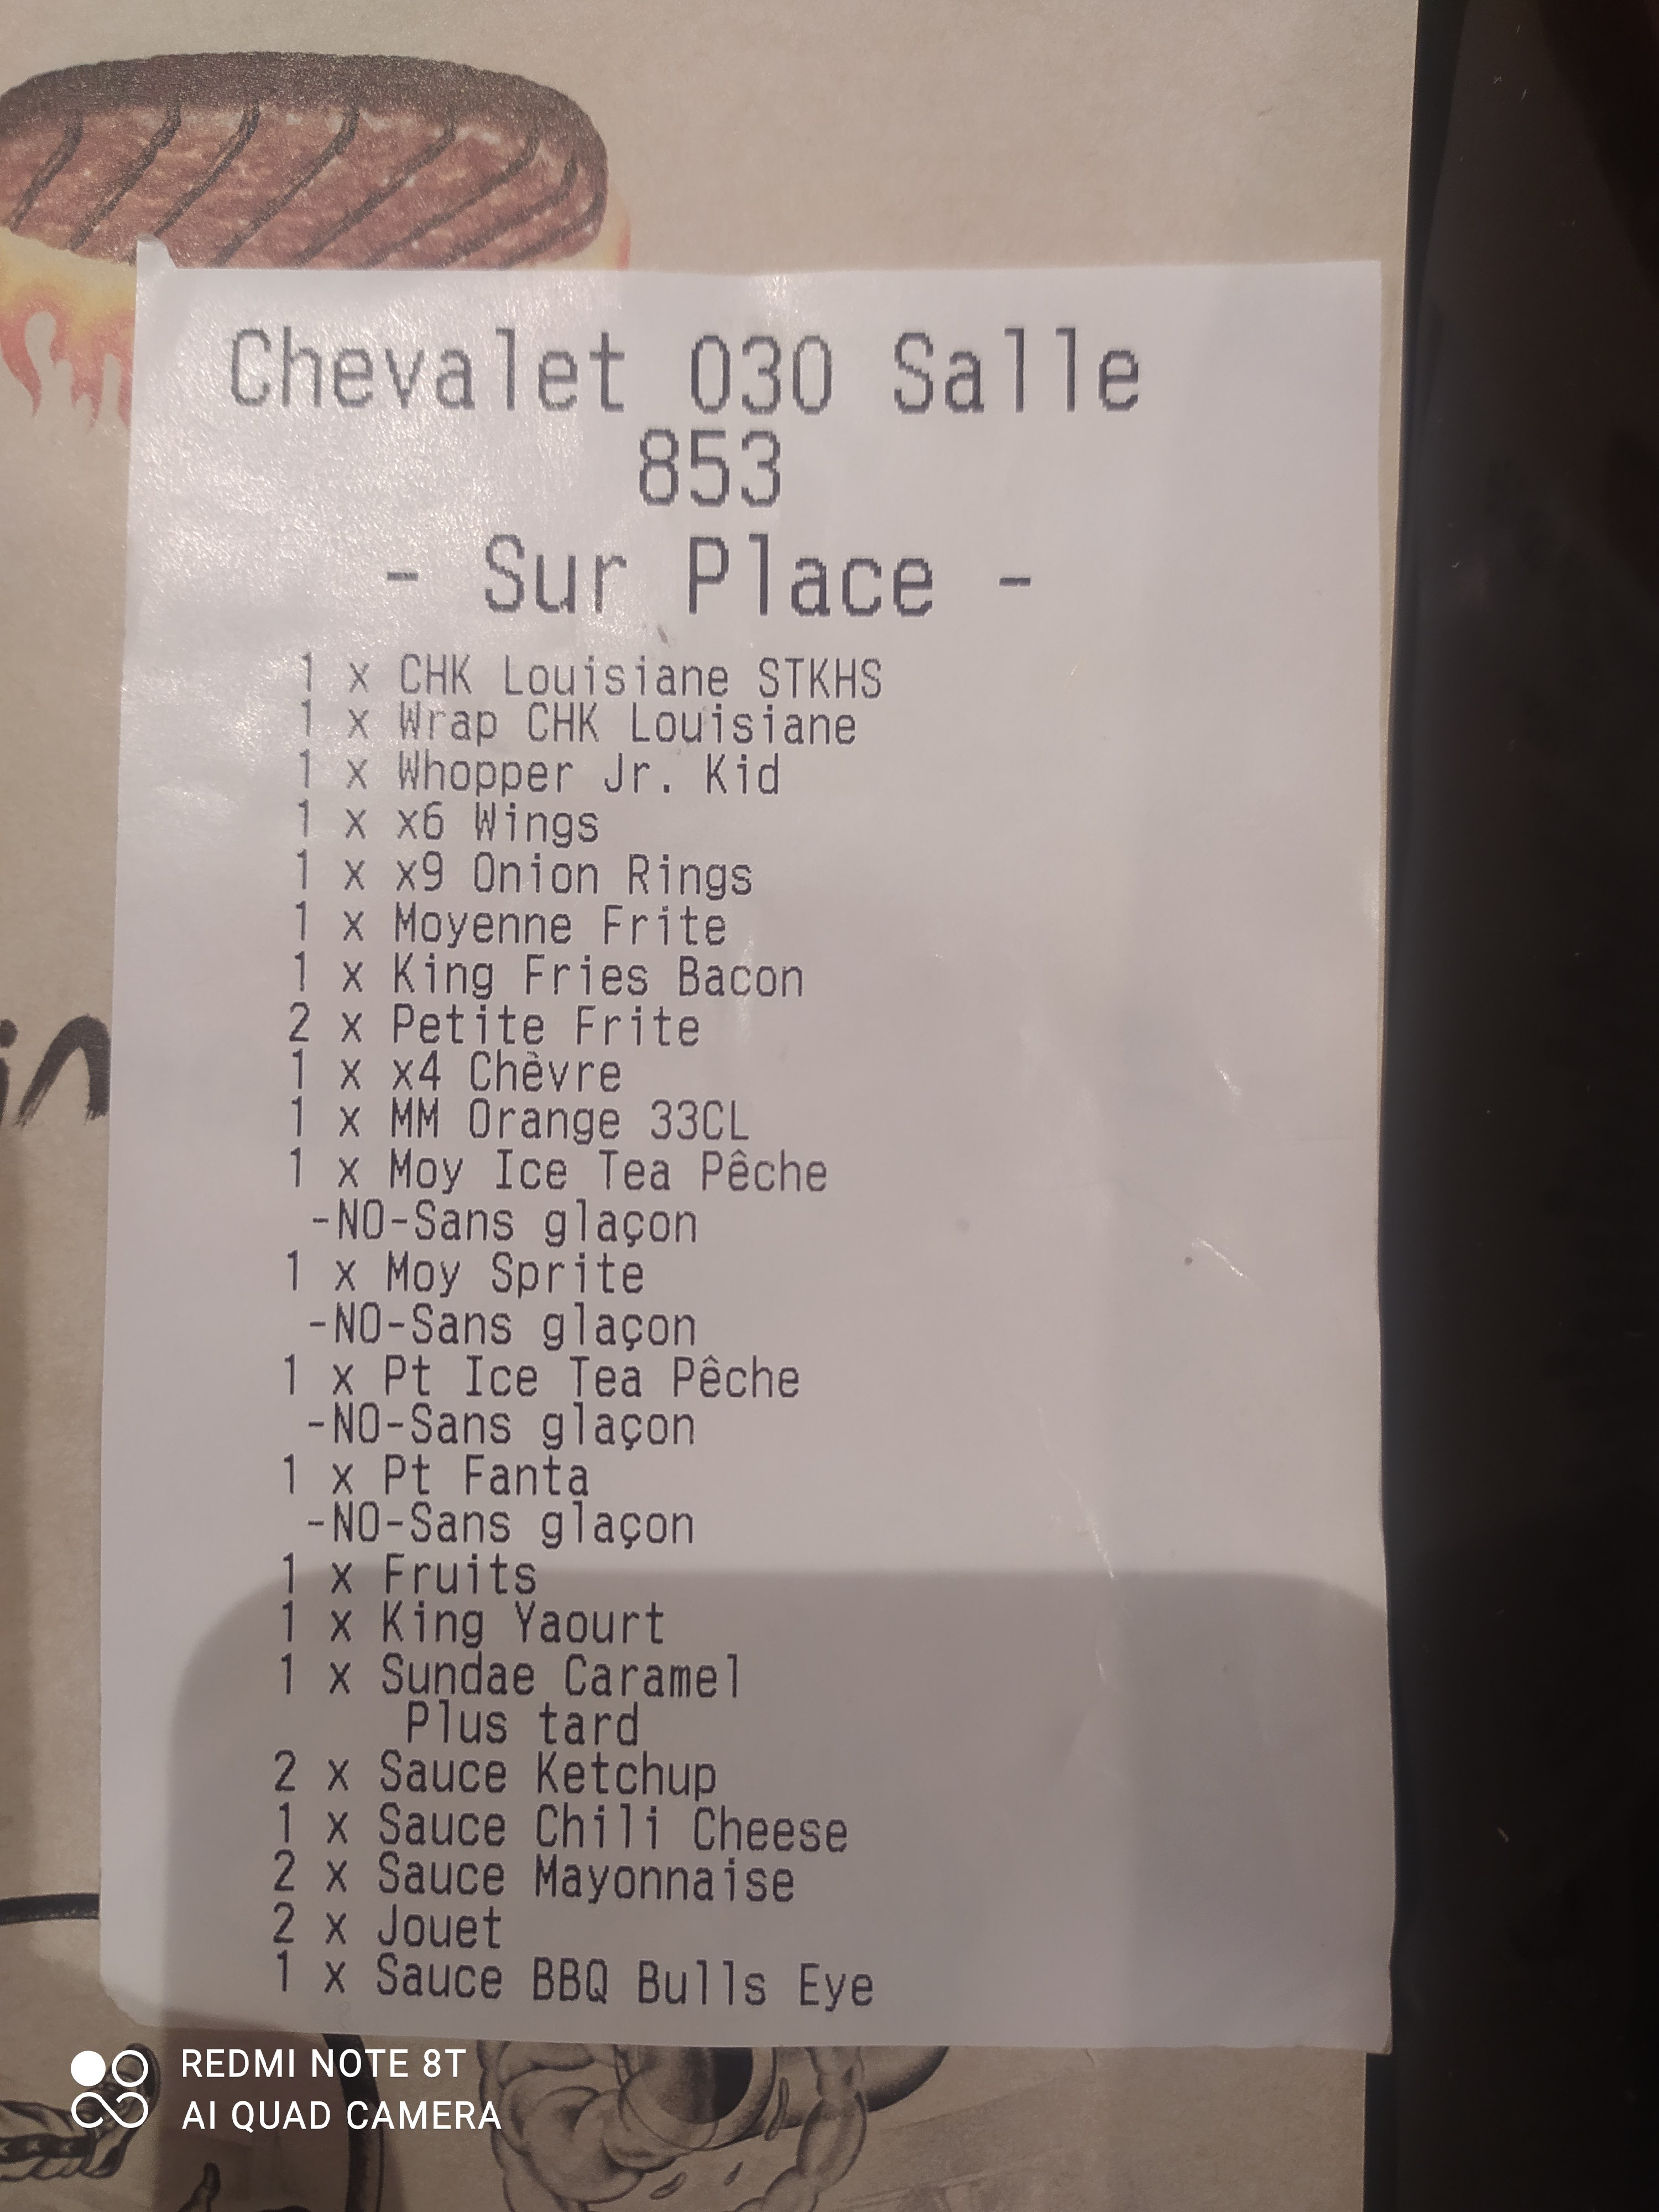 Chevalet 030 Salle
853
- Sur Place -
1 x CHK Louisiane STKHS
1 x Wrap CHK Louisiane
1 x Whopper Jr. Kid
1 x x6 Wings
1 x x9 Onion Rings
1 x Moyenne Frite
1 x King Fries Bacon
2 x Petite Frite
1 x x4 Chèvre
1 x MM Orange 33CL
1 x Moy Ice Tea Pêche
-NO-Sans glaçon
1 x Moy Sprite
-NO-Sans glaçon
1 x Pt Ice Tea Pêche
-NO-Sans glaçon
1 x Pt Fanta
-NO-Sans glaçon
1 x Fruits
1 x King Yaourt
1 x Sundae Caramel
Plus tard
2 x Sauce Ketchup
1 x Sauce Chili Cheese
2 x Sauce Mayonnaise
2 x Jouet
1 x Sauce BBQ Bulls Eye
REDMI NOTE 8T
AI QUAD CAMERA